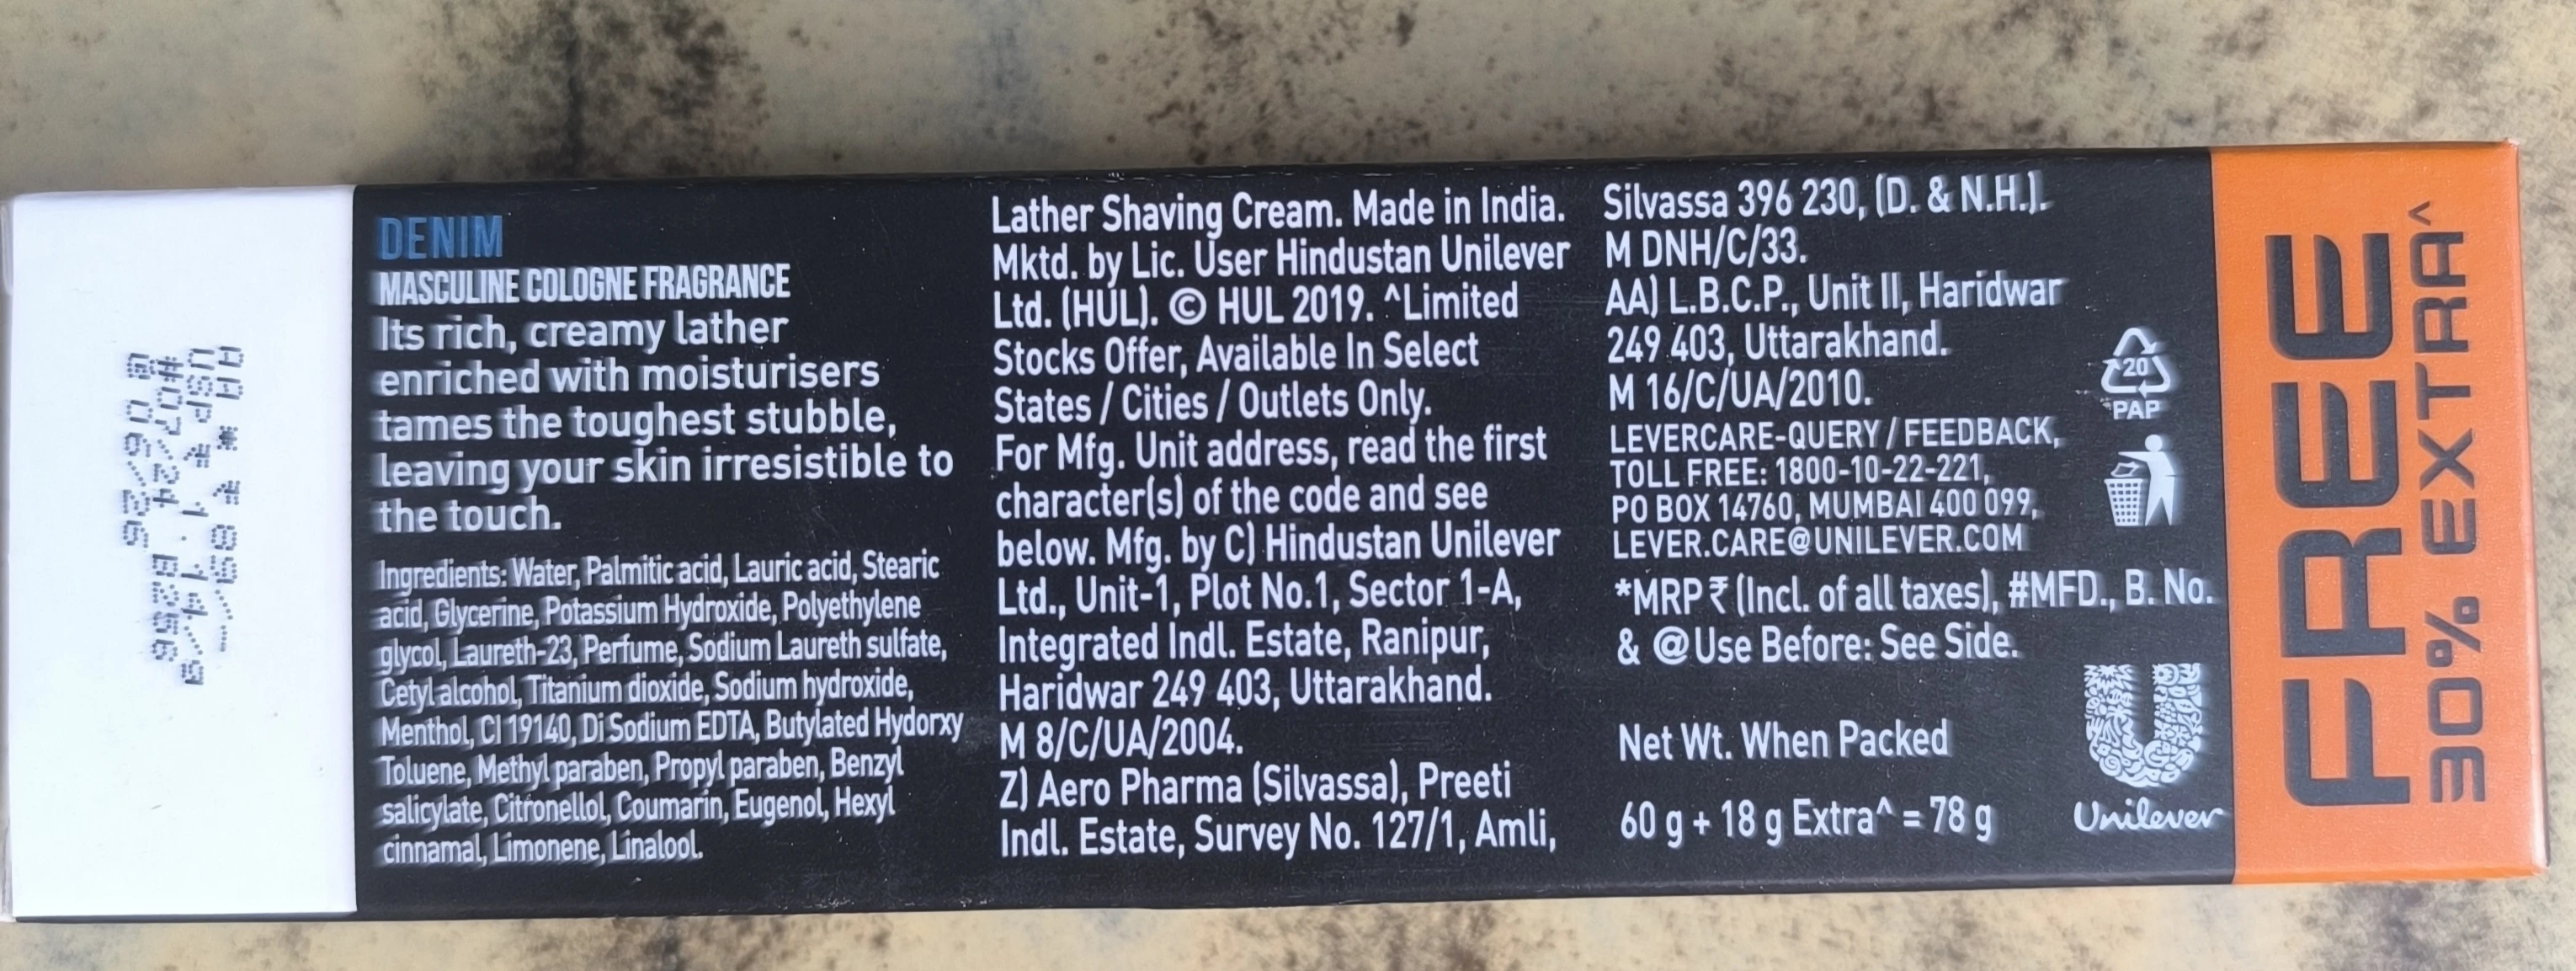 AA * ₹ 89/-
USP ₹ 1.14/g
#07/24 B256
@ 06/26
DENIM
MASCULINE COLOGNE FRAGRANCE
Its rich, creamy lather
enriched with moisturisers
tames the toughest stubble,
leaving your skin irresistible to
the touch.
Ingredients: Water, Palmitic acid, Lauric acid, Stearic
acid, Glycerine, Potassium Hydroxide, Polyethylene
glycol, Laureth-23, Perfume, Sodium Laureth sulfate,
Cetyl alcohol, Titanium dioxide, Sodium hydroxide,
Menthol, CI 19140, Di Sodium EDTA, Butylated Hydorxy
Toluene, Methyl paraben, Propyl paraben, Benzyl
salicylate, Citronellol, Coumarin, Eugenol, Hexyl
cinnamal, Limonene, Linalool.
Lather Shaving Cream. Made in India.
Mktd. by Lic. User Hindustan Unilever
Ltd. (HUL). © HUL 2019. ^Limited
Stocks Offer, Available In Select
States / Cities / Outlets Only.
For Mfg. Unit address, read the first
character(s) of the code and see
below. Mfg. by C) Hindustan Unilever
Ltd., Unit-1, Plot No.1, Sector 1-A,
Integrated Indl. Estate, Ranipur,
Haridwar 249 403, Uttarakhand.
M 8/C/UA/2004.
Z) Aero Pharma (Silvassa), Preeti
Indl. Estate, Survey No. 127/1, Amli,
Silvassa 396 230, (D. & N.H.).
M DNH/C/33.
AA) L.B.C.P., Unit II, Haridwar
249 403, Uttarakhand.
M 16/C/UA/2010.
LEVERCARE-QUERY / FEEDBACK,
TOLL FREE: 1800-10-22-221,
PO BOX 14760, MUMBAI 400 099,
LEVER.CARE@UNILEVER.COM
*MRP ₹ (Incl. of all taxes), #MFD., B. No.
& @Use Before: See Side.
Net Wt. When Packed
60 g + 18 g Extra^ = 78 g
20
PAP
Unilever
FREE
30% EXTRA^